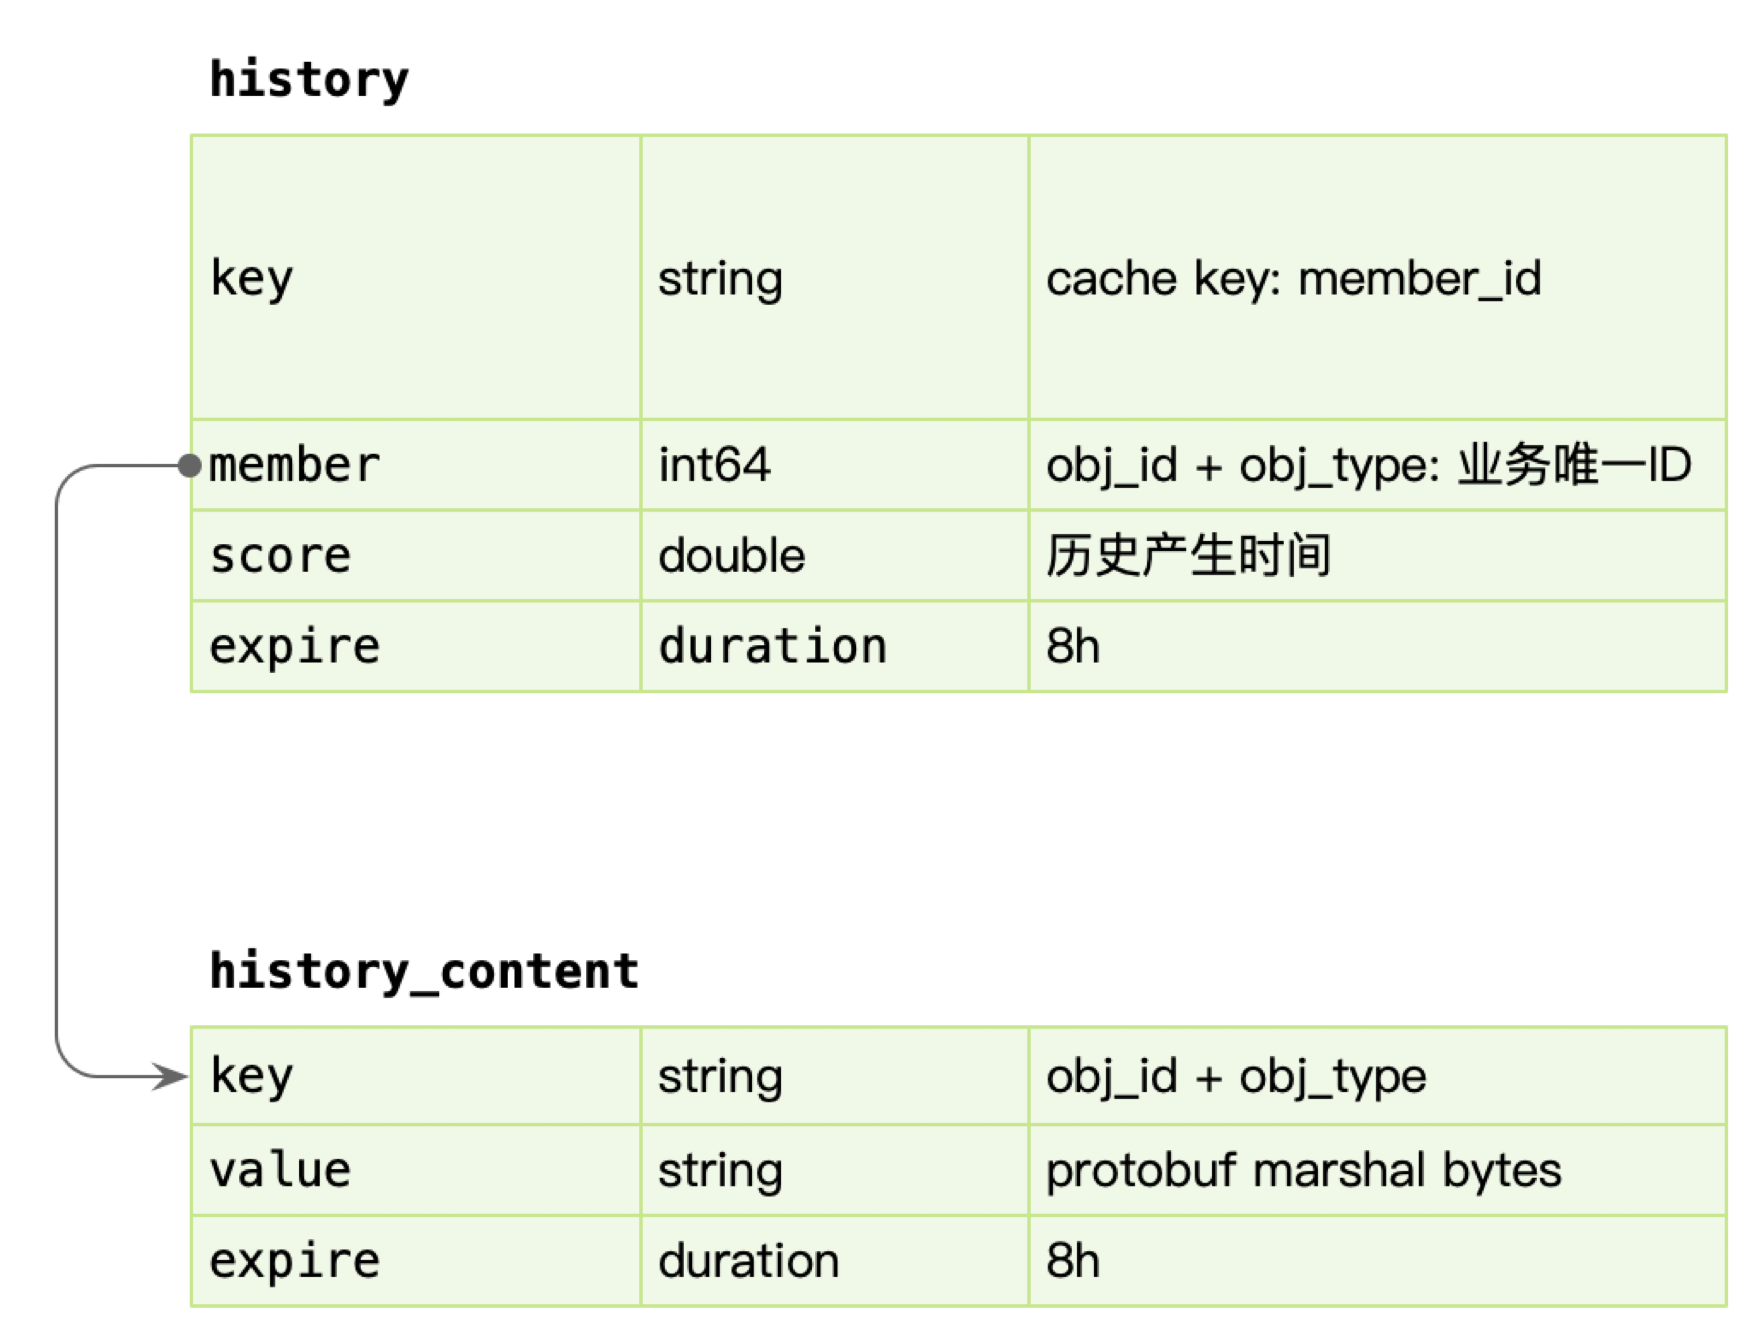 history
key string cache key: member_id
member int64 obj_id + obj_type: 业务唯一ID
score double 历史产生时间
expire duration 8h
history_content
key string obj_id + obj_type
value string protobuf marshal bytes
expire duration 8h